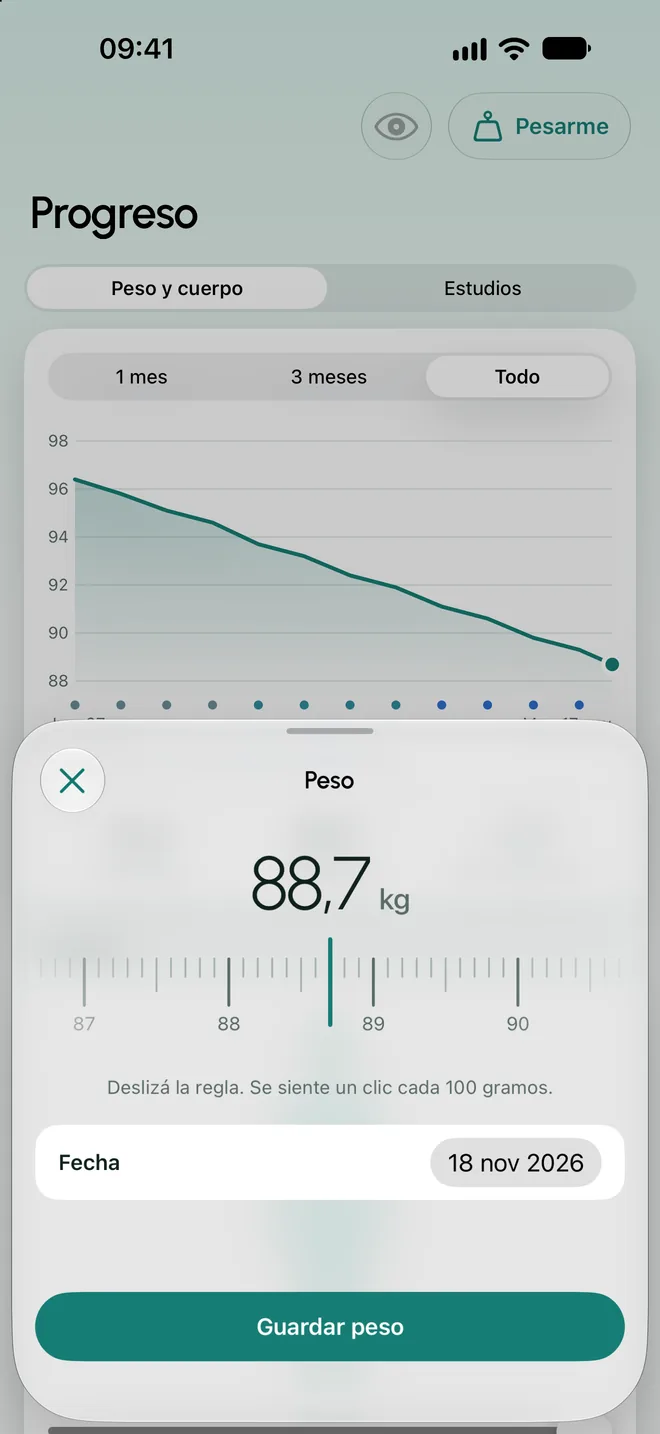 09:41
Pesarme
Progreso
Peso y cuerpo Estudios
1 mes 3 meses Todo
98
96
94
92
90
88
Peso
88,7 kg
87 88 89 90
Deslizá la regla. Se siente un clic cada 100 gramos.
Fecha 18 nov 2026
Guardar peso